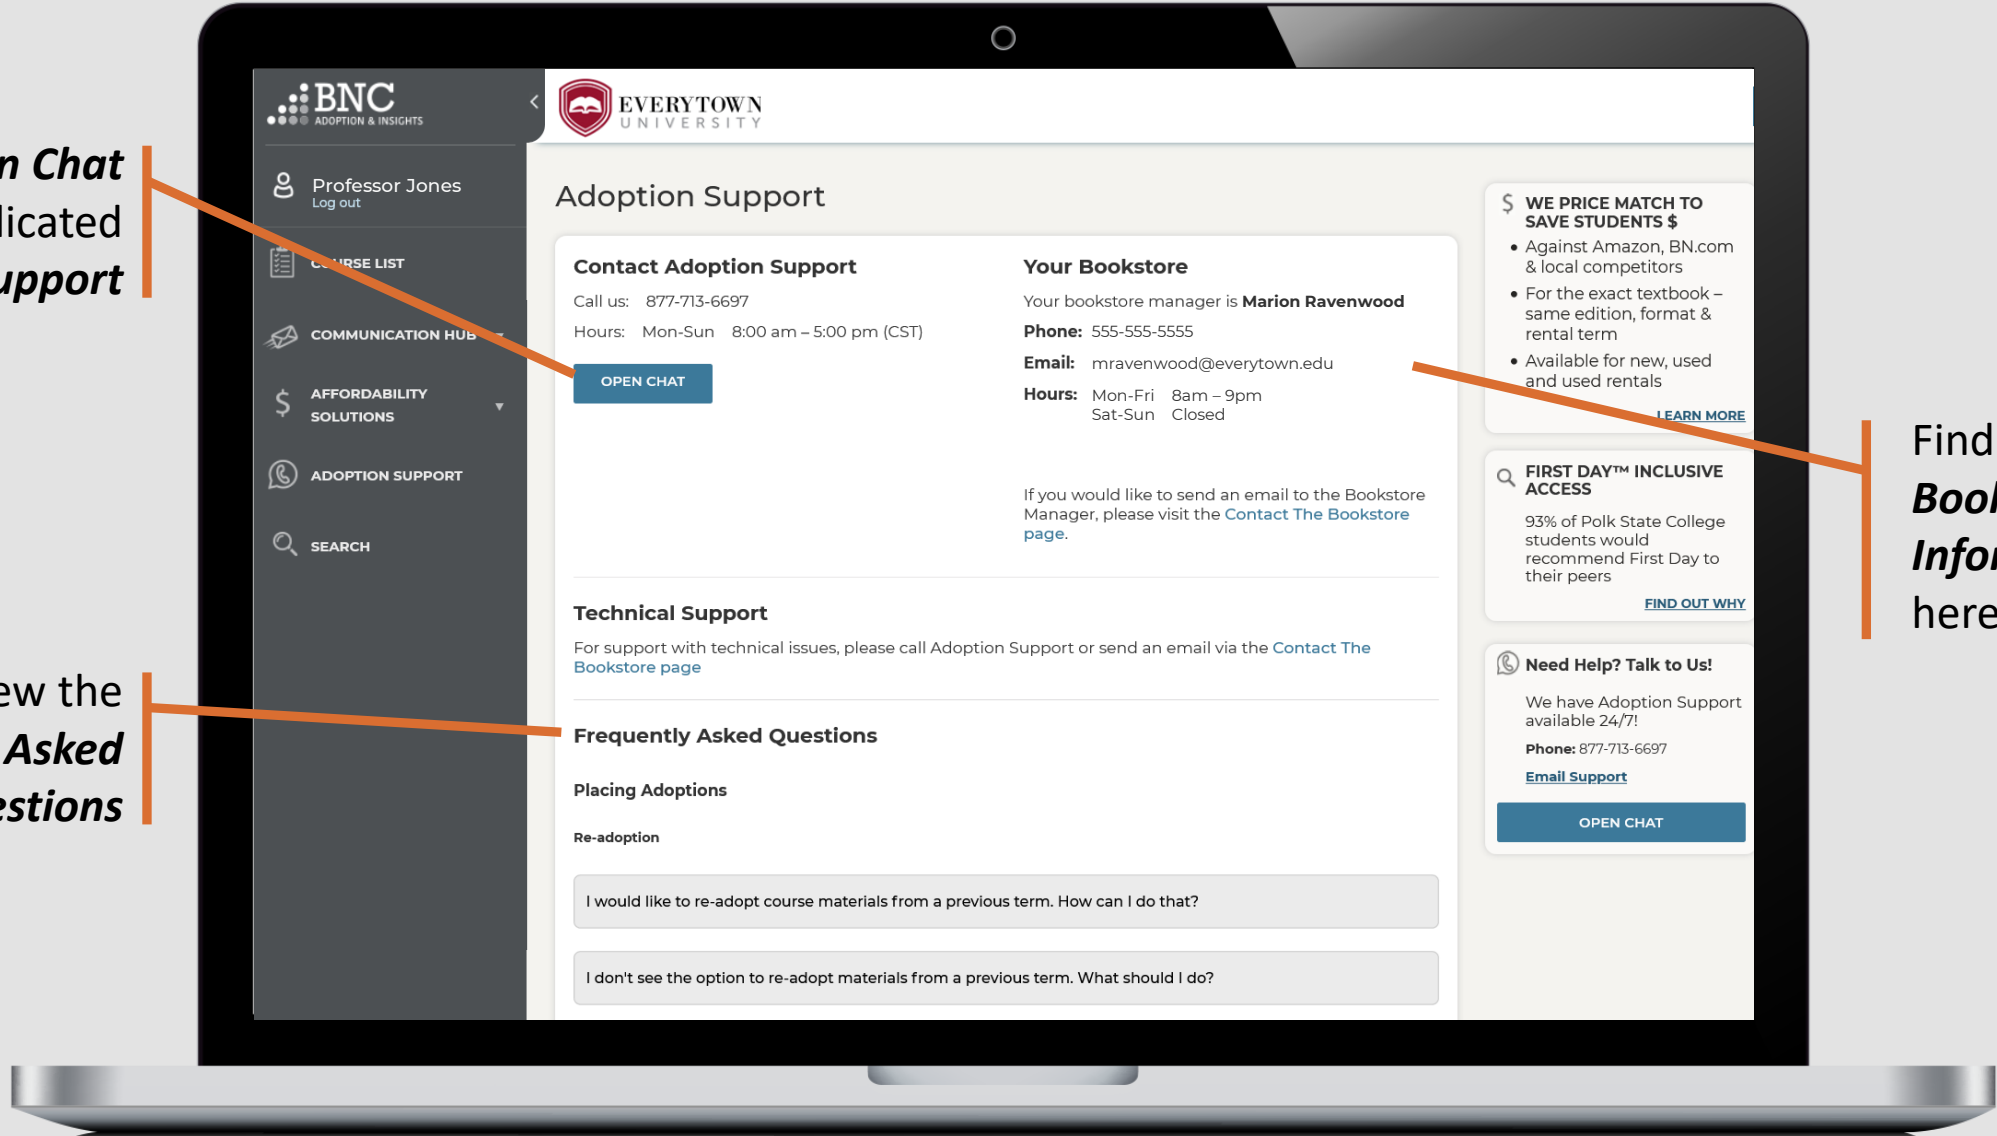 BNC
ADOPTION & INSIGHTS
Professor Jones
Log out
COURSE LIST
COMMUNICATION HUB
AFFORDABILITY
SOLUTIONS
ADOPTION SUPPORT
SEARCH
EVERYTOWN
UNIVERSITY
Adoption Support
Contact Adoption Support
Call us: 877-713-6697
Hours: Mon-Sun 8:00 am – 5:00 pm (CST)
OPEN CHAT
Your Bookstore
Your bookstore manager is Marion Ravenwood
Phone: 555-555-5555
Email: mravenwood@everytown.edu
Hours: Mon-Fri 8am – 9pm
Sat-Sun Closed
If you would like to send an email to the Bookstore
Manager, please visit the Contact The Bookstore
page.
Technical Support
For support with technical issues, please call Adoption Support or send an email via the Contact The
Bookstore page
Frequently Asked Questions
Placing Adoptions
Re-adoption
I would like to re-adopt course materials from a previous term. How can I do that?
I don't see the option to re-adopt materials from a previous term. What should I do?
$ WE PRICE MATCH TO
SAVE STUDENTS $
• Against Amazon, BN.com
& local competitors
• For the exact textbook –
same edition, format &
rental term
• Available for new, used
and used rentals
LEARN MORE
FIRST DAY™ INCLUSIVE
ACCESS
93% of Polk State College
students would
recommend First Day to
their peers
FIND OUT WHY
Need Help? Talk to Us!
We have Adoption Support
available 24/7!
Phone: 877-713-6697
Email Support
OPEN CHAT
n Chat
licated
upport
ew the
Asked
estions
Find
Book
Infor
here